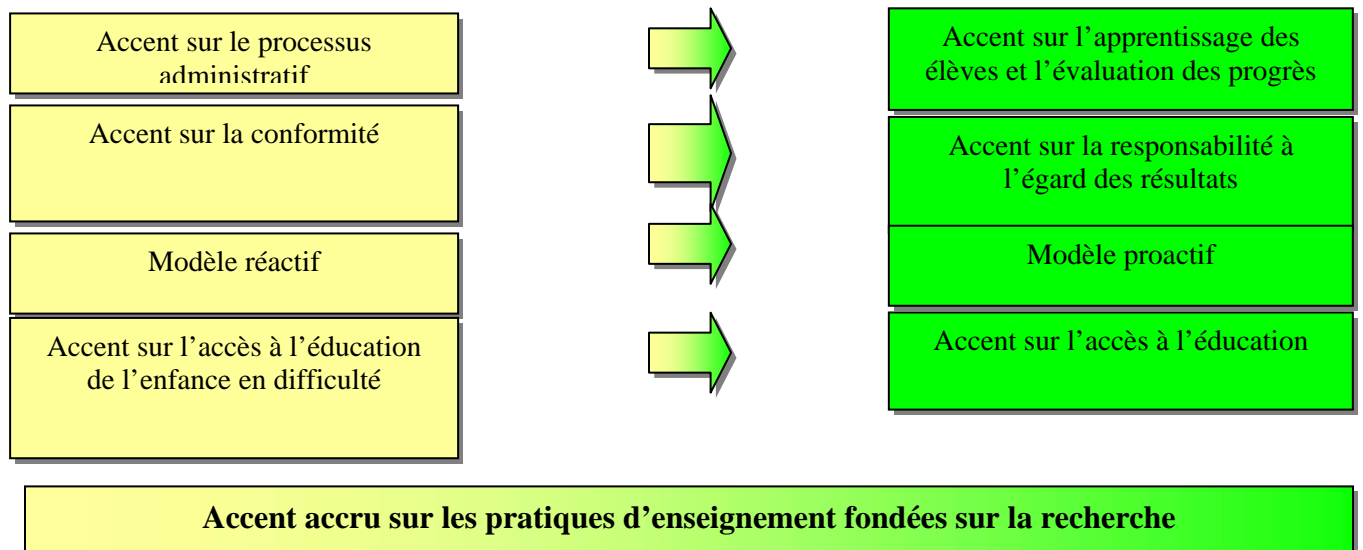 Accent sur le processus
administratif
Accent sur l’apprentissage des
élèves et l’évaluation des progrès
Accent sur la conformité
Accent sur la responsabilité à
l’égard des résultats
Modèle réactif
Modèle proactif
Accent sur l’accès à l’éducation
de l’enfance en difficulté
Accent sur l’accès à l’éducation
Accent accru sur les pratiques d’enseignement fondées sur la recherche